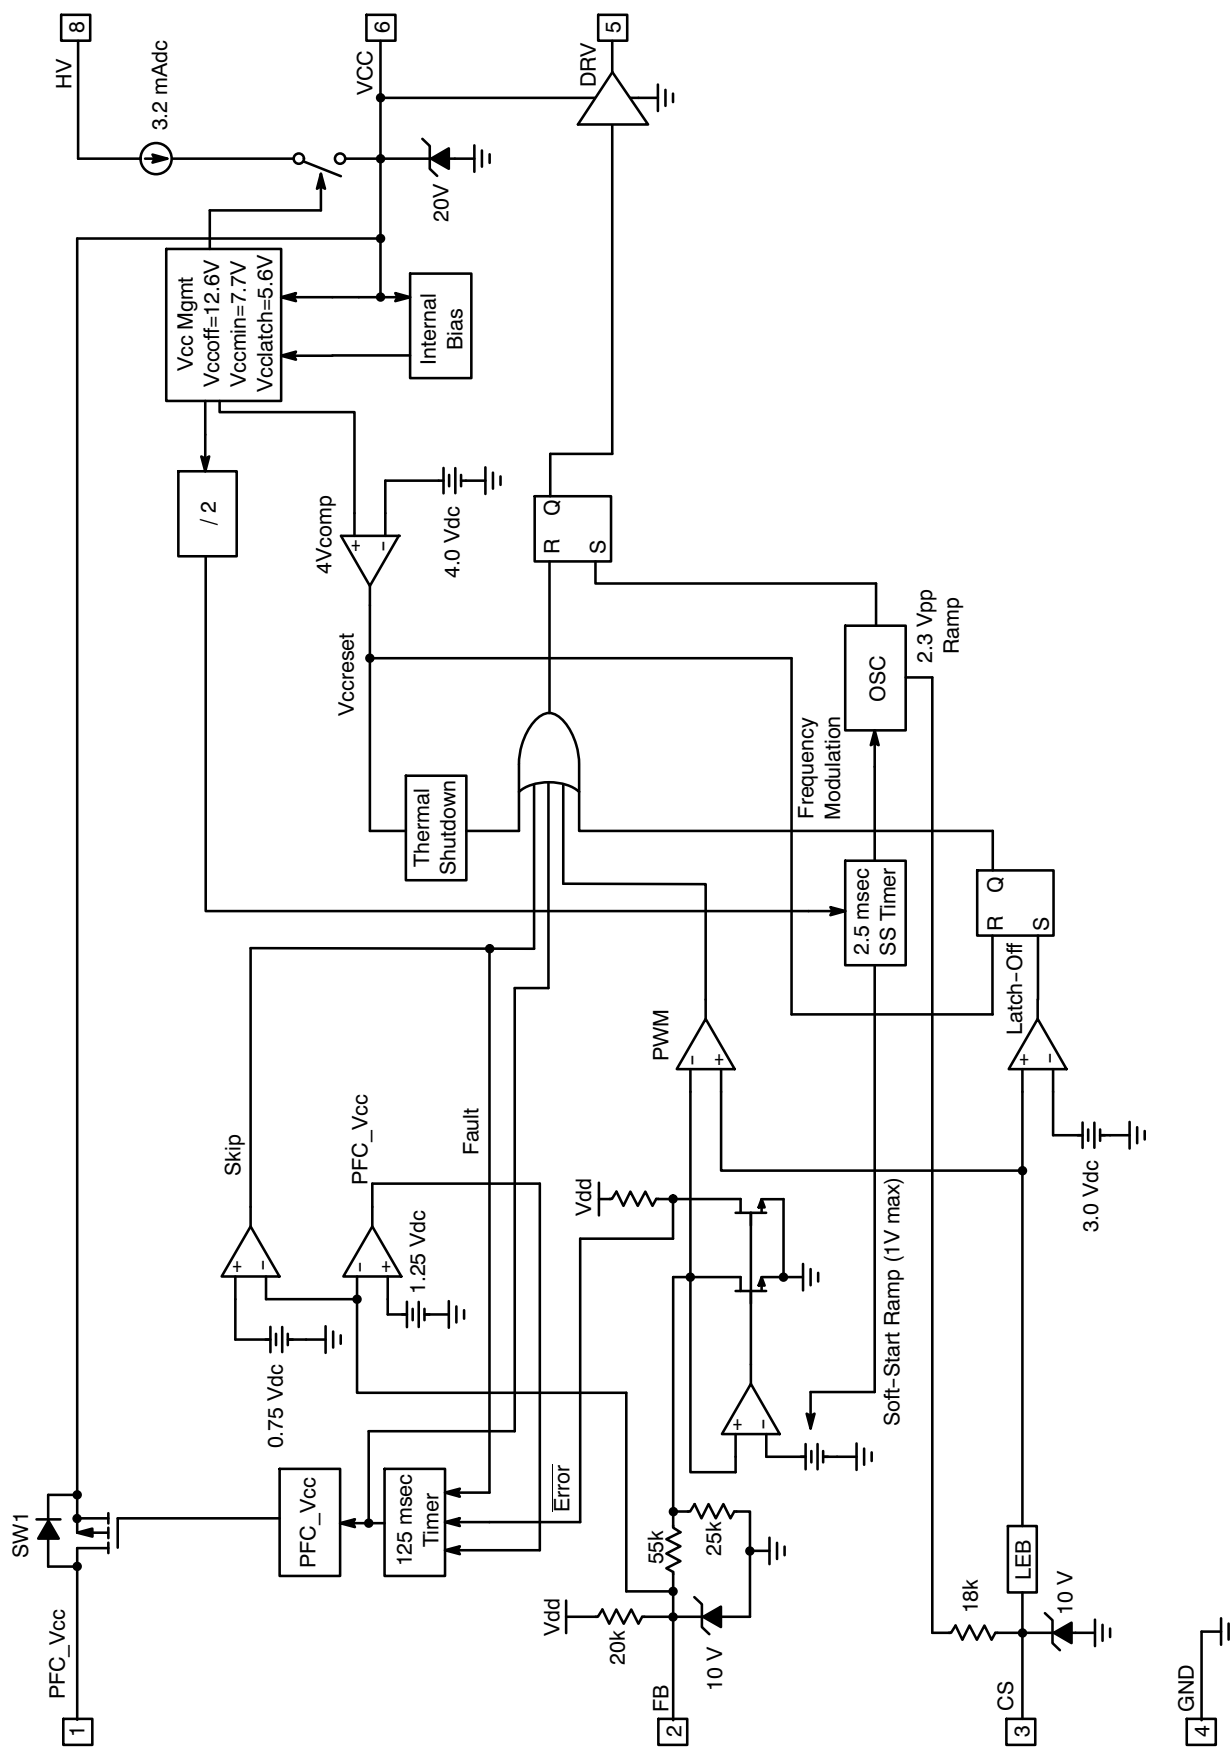 8
HV
3.2 mAdc
6
VCC
5
DRV
20V
Vcc Mgmt
Vccoff=12.6V
Vccmin=7.7V
Vcclatch=5.6V
Internal
Bias
/ 2
4Vcomp
+
−
4.0 Vdc
Vccreset
R
Q
S
Thermal
Shutdown
Frequency
Modulation
OSC
2.3 Vpp
Ramp
2.5 msec
SS Timer
R
Q
S
Latch−Off
+
−
3.0 Vdc
PWM
−
+
Skip
+
−
0.75 Vdc
PFC_Vcc
−
+
1.25 Vdc
Fault
Vdd
Soft−Start Ramp (1V max)
+
−
SW1
PFC_Vcc
1
PFC_Vcc
125 msec
Timer
Error
55k
25k
Vdd
20k
10 V
FB
2
LEB
18k
10 V
CS
3
GND
4